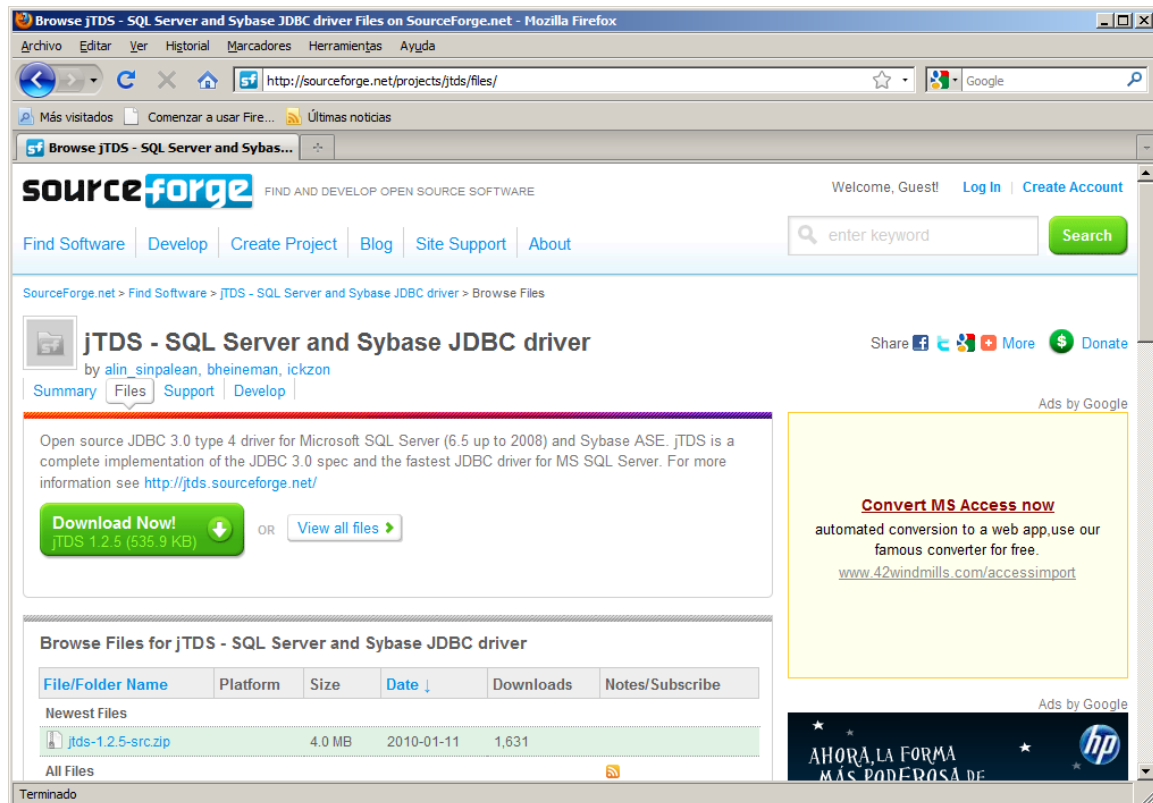 Browse jTDS - SQL Server and Sybase JDBC driver Files on SourceForge.net - Mozilla Firefox
Archivo Editar Ver Historial Marcadores Herramientas Ayuda
http://sourceforge.net/projects/jtds/files/ Google
Más visitados Comenzar a usar Fire... Últimas noticias
Browse jTDS - SQL Server and Sybas...
sourceforge FIND AND DEVELOP OPEN SOURCE SOFTWARE Welcome, Guest! Log In | Create Account
Find Software Develop Create Project Blog Site Support About enter keyword Search
SourceForge.net > Find Software > jTDS - SQL Server and Sybase JDBC driver > Browse Files
jTDS - SQL Server and Sybase JDBC driver Share More Donate
by alin_sinpalean, bheineman, ickzon
Summary Files Support Develop
Ads by Google
Open source JDBC 3.0 type 4 driver for Microsoft SQL Server (6.5 up to 2008) and Sybase ASE. jTDS is a
complete implementation of the JDBC 3.0 spec and the fastest JDBC driver for MS SQL Server. For more
information see http://jtds.sourceforge.net/
Download Now!
jTDS 1.2.5 (535.9 KB)
OR View all files
Convert MS Access now
automated conversion to a web app,use our
famous converter for free.
www.42windmills.com/accessimport
Browse Files for jTDS - SQL Server and Sybase JDBC driver
File/Folder Name Platform Size Date ↓ Downloads Notes/Subscribe
Newest Files
jtds-1.2.5-src.zip 4.0 MB 2010-01-11 1,631
All Files
Ads by Google
AHORA, LA FORMA
MÁS PODEROSA DE
hp
Terminado